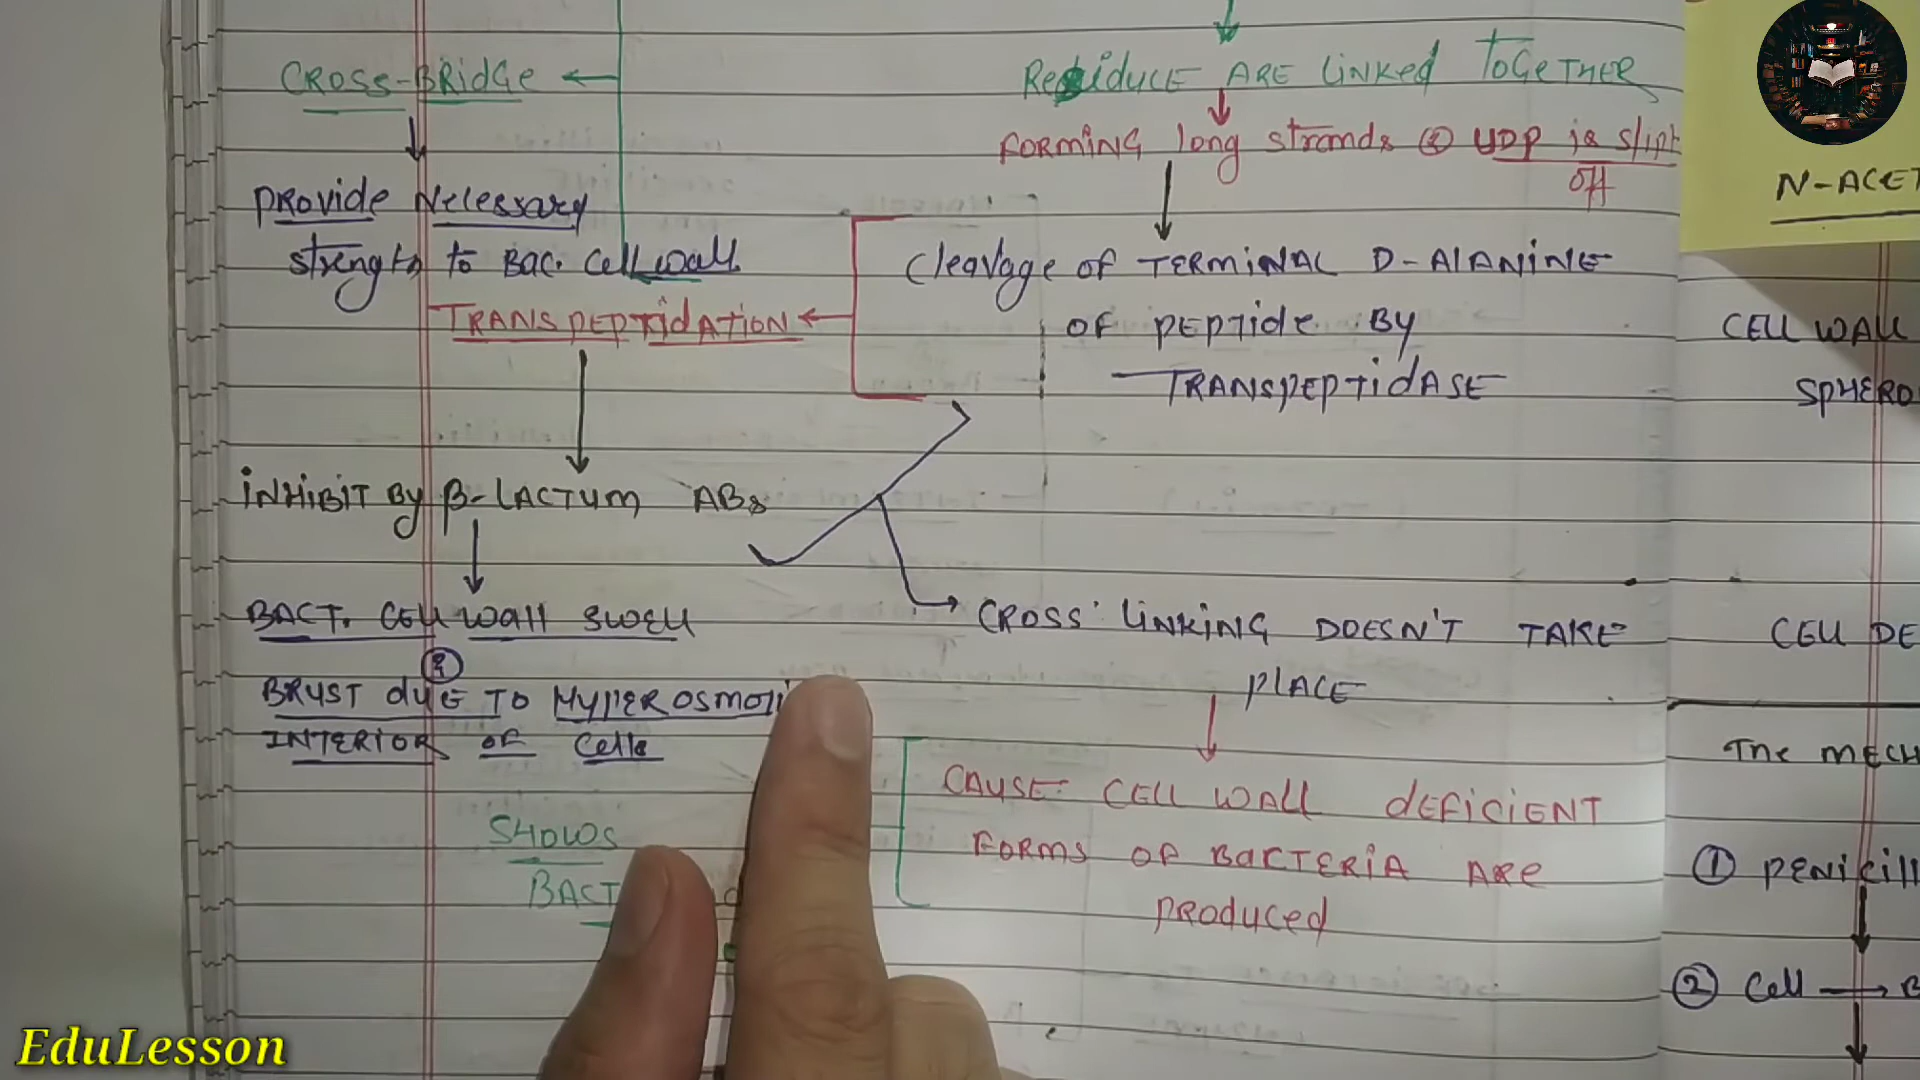 CROSS-BRIDGE
PROVIDE NECESSARY
strength to BAC. Cell wall
TRANSPEPTIDATION
INHIBIT BY β-LACTUM ABs
BACT. CELL WALL SWELL
&
BRUST dUE TO HYPEROSMOTI
INTERIOR OF Cells
SHOWS
BACT
REsiduCE ARE LINKEd TOGETHER
FORMING long strands & UDP is slipt
off
Cleavage of TERMINAL D-AlANINE
OF PEPTIdE BY
TRANSPEPTIdASE
CROSS LINKING DOESN'T TAKE
PLACE
CAUSE CELL WALL dEFICIENT
FORMS OF BACTERIA ARE
PROduCEd
N-ACET
CELL WALL
SPHERO
CELL DE
The MECH
① PENICILL
② Cell → B
EduLesson